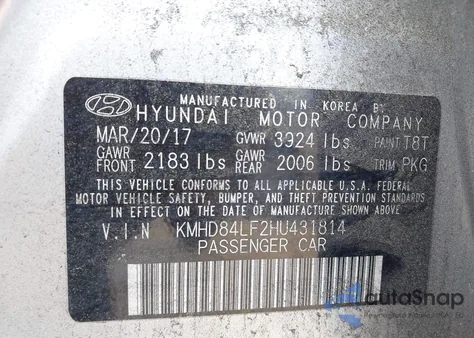 MANUFACTURED IN KOREA BY
HYUNDAI MOTOR COMPANY
MAR/20/17 GVWR 3924 lbs PAINT T8T
GAWR FRONT 2183 lbs GAWR REAR 2006 lbs TRIM PKG
THIS VEHICLE CONFORMS TO ALL APPLICABLE U.S.A. FEDERAL
MOTOR VEHICLE SAFETY, BUMPER, AND THEFT PREVENTION STANDARDS
IN EFFECT ON THE DATE OF MANUFACTURE SHOWN ABOVE.
V.I.N KMHD84LF2HU431814
PASSENGER CAR
autoSnap